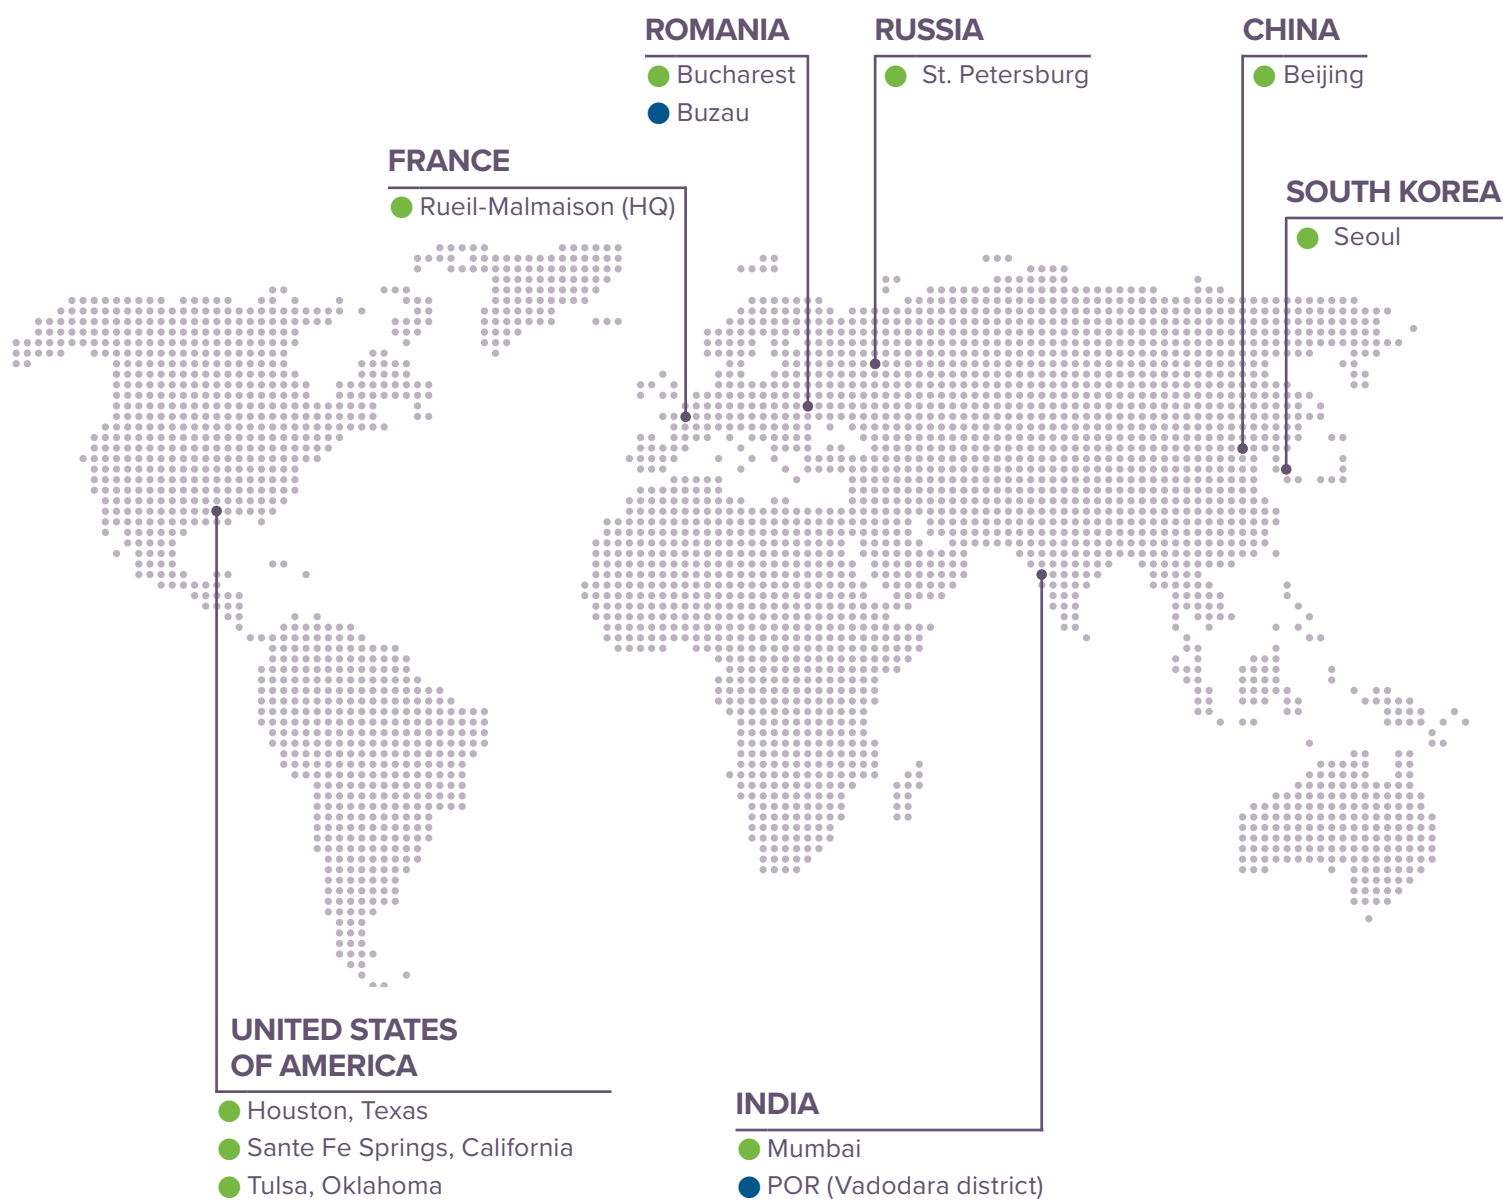 ROMANIA
Bucharest
Buzau
RUSSIA
St. Petersburg
CHINA
Beijing
FRANCE
Rueil-Malmaison (HQ)
SOUTH KOREA
Seoul
UNITED STATES
OF AMERICA
Houston, Texas
Sante Fe Springs, California
Tulsa, Oklahoma
INDIA
Mumbai
POR (Vadodara district)